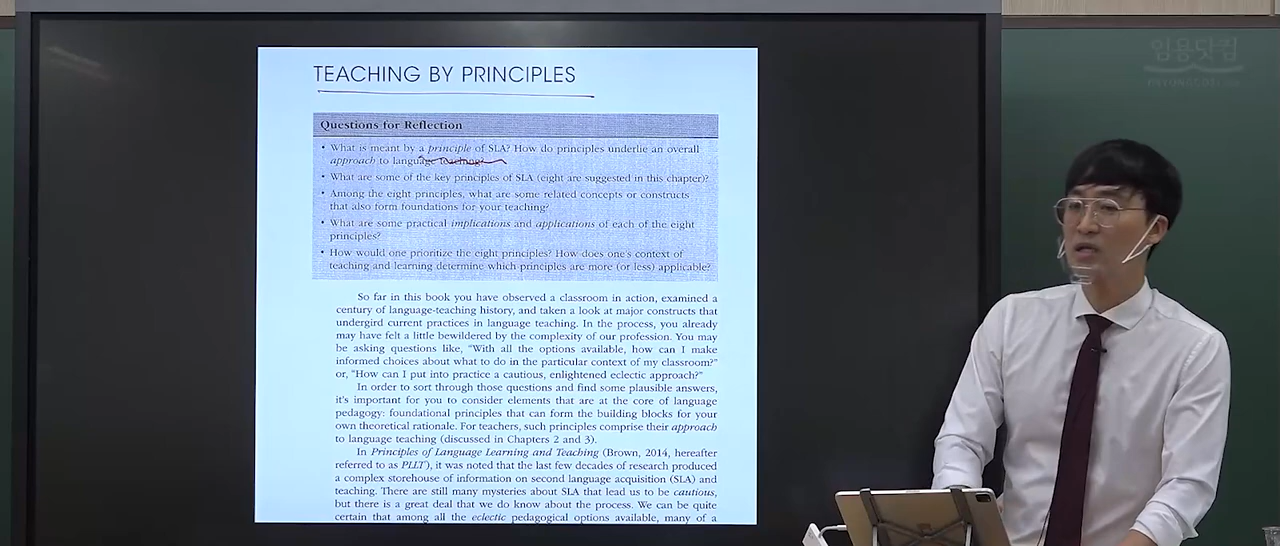 TEACHING BY PRINCIPLES
Questions for Reflection
• What is meant by a principle of SLA? How do principles underlie an overall
approach to language teaching?
• What are some of the key principles of SLA (eight are suggested in this chapter)?
• Among the eight principles, what are some related concepts or constructs
that also form foundations for your teaching?
• What are some practical implications and applications of each of the eight
principles?
• How would one prioritize the eight principles? How does one's context of
teaching and learning determine which principles are more (or less) applicable?
So far in this book you have observed a classroom in action, examined a
century of language-teaching history, and taken a look at major constructs that
undergird current practices in language teaching. In the process, you already
may have felt a little bewildered by the complexity of our profession. You may
be asking questions like, "With all the options available, how can I make
informed choices about what to do in the particular context of my classroom?"
or, "How can I put into practice a cautious, enlightened eclectic approach?"
In order to sort through those questions and find some plausible answers,
it's important for you to consider elements that are at the core of language
pedagogy: foundational principles that can form the building blocks for your
own theoretical rationale. For teachers, such principles comprise their approach
to language teaching (discussed in Chapters 2 and 3).
In Principles of Language Learning and Teaching (Brown, 2014, hereafter
referred to as PLLT), it was noted that the last few decades of research produced
a complex storehouse of information on second language acquisition (SLA) and
teaching. There are still many mysteries about SLA that lead us to be cautious,
but there is a great deal that we do know about the process. We can be quite
certain that among all the eclectic pedagogical options available, many of a
임용닷컴